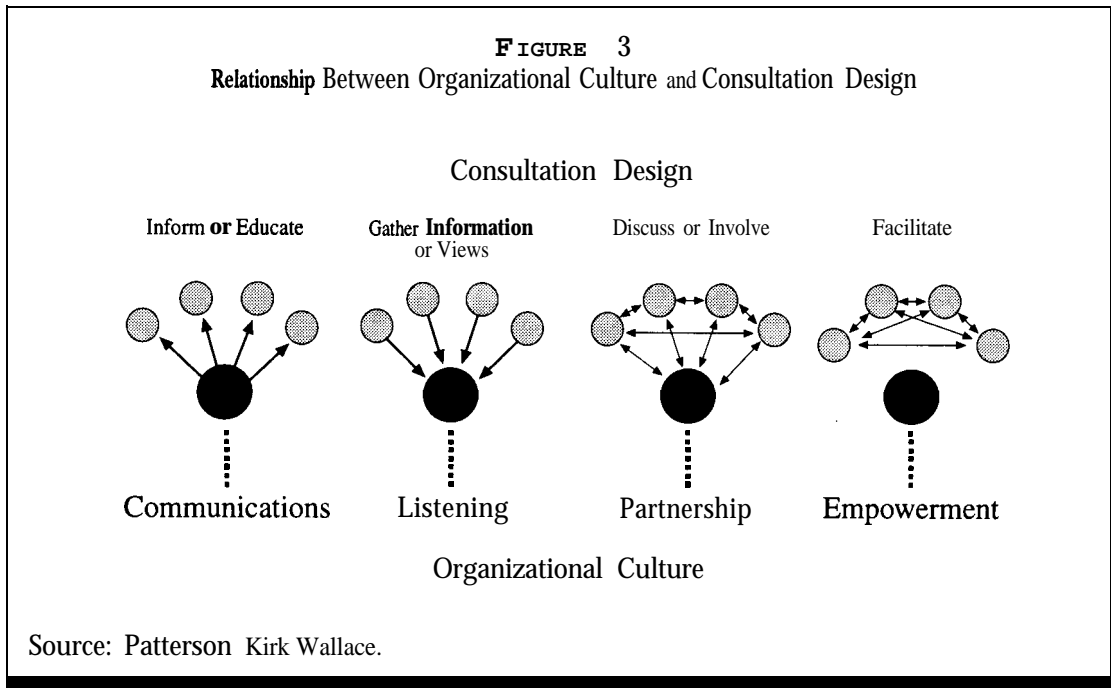 FIGURE 3
Relationship Between Organizational Culture and Consultation Design
Consultation Design
Inform or Educate
Gather Information
or Views
Discuss or Involve
Facilitate
Communications
Listening
Partnership
Empowerment
Organizational Culture
Source: Patterson Kirk Wallace.